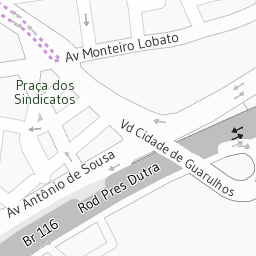 Av Monteiro Lobato
Praça dos
Sindicatos
Vd Cidade de Guarulhos
Av Antônio de Sousa
Rod Pres Dutra
Br 116